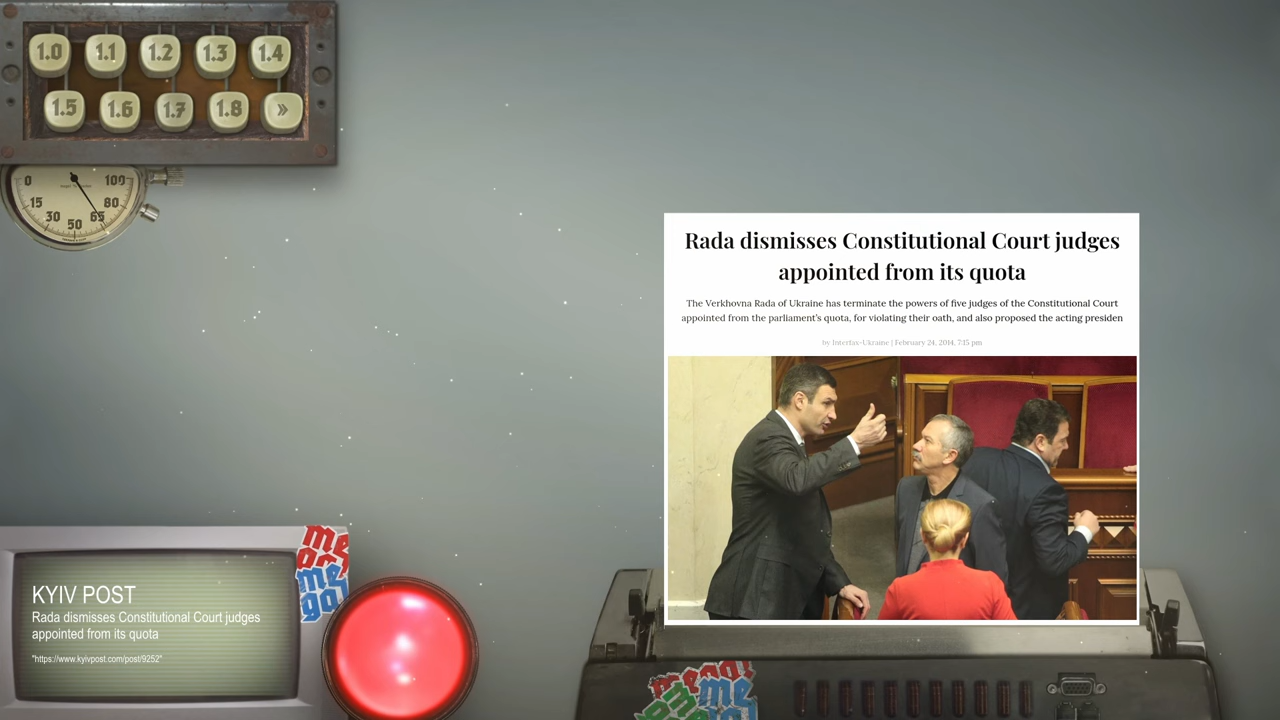 1.0 1.1 1.2 1.3 1.4
1.5 1.6 1.7 1.8 »
0 100
15 80
30 65
50
Rada dismisses Constitutional Court judges
appointed from its quota
The Verkhovna Rada of Ukraine has terminate the powers of five judges of the Constitutional Court
appointed from the parliament's quota, for violating their oath, and also proposed the acting presiden
by Interfax-Ukraine | February 24, 2014, 7:15 pm
KYIV POST
Rada dismisses Constitutional Court judges
appointed from its quota
"https://www.kyivpost.com/post/9252"